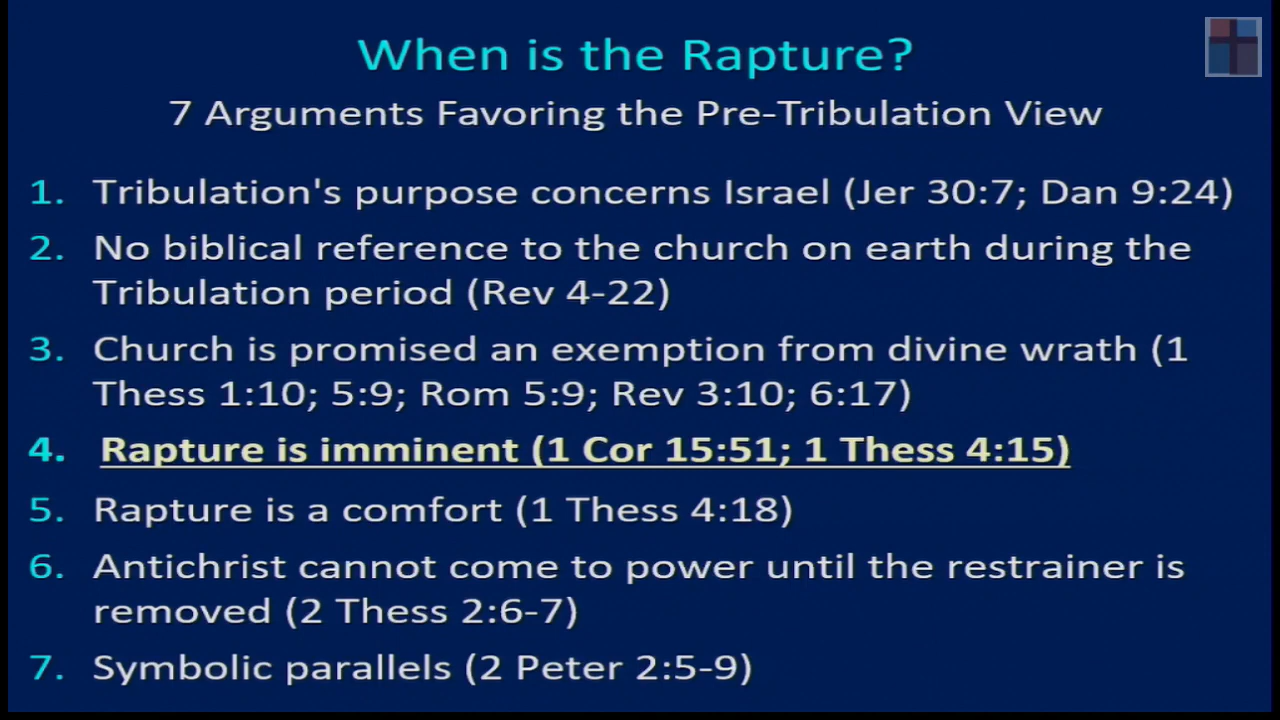 When is the Rapture?
7 Arguments Favoring the Pre-Tribulation View
1. Tribulation's purpose concerns Israel (Jer 30:7; Dan 9:24)
2. No biblical reference to the church on earth during the
Tribulation period (Rev 4-22)
3. Church is promised an exemption from divine wrath (1
Thess 1:10; 5:9; Rom 5:9; Rev 3:10; 6:17)
4. Rapture is imminent (1 Cor 15:51; 1 Thess 4:15)
5. Rapture is a comfort (1 Thess 4:18)
6. Antichrist cannot come to power until the restrainer is
removed (2 Thess 2:6-7)
7. Symbolic parallels (2 Peter 2:5-9)